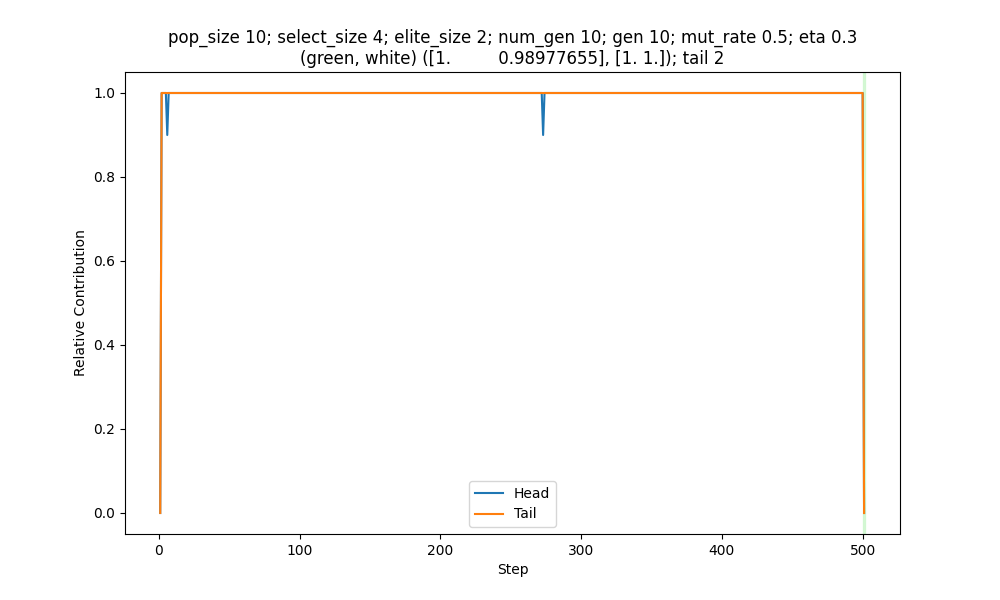 pop_size 10; select_size 4; elite_size 2; num_gen 10; gen 10; mut_rate 0.5; eta 0.3
(green, white) ([1. 0.98977655], [1. 1.]); tail 2
1.0
0.8
0.6
0.4
0.2
0.0
Relative Contribution
Head
Tail
0 100 200 300 400 500
Step